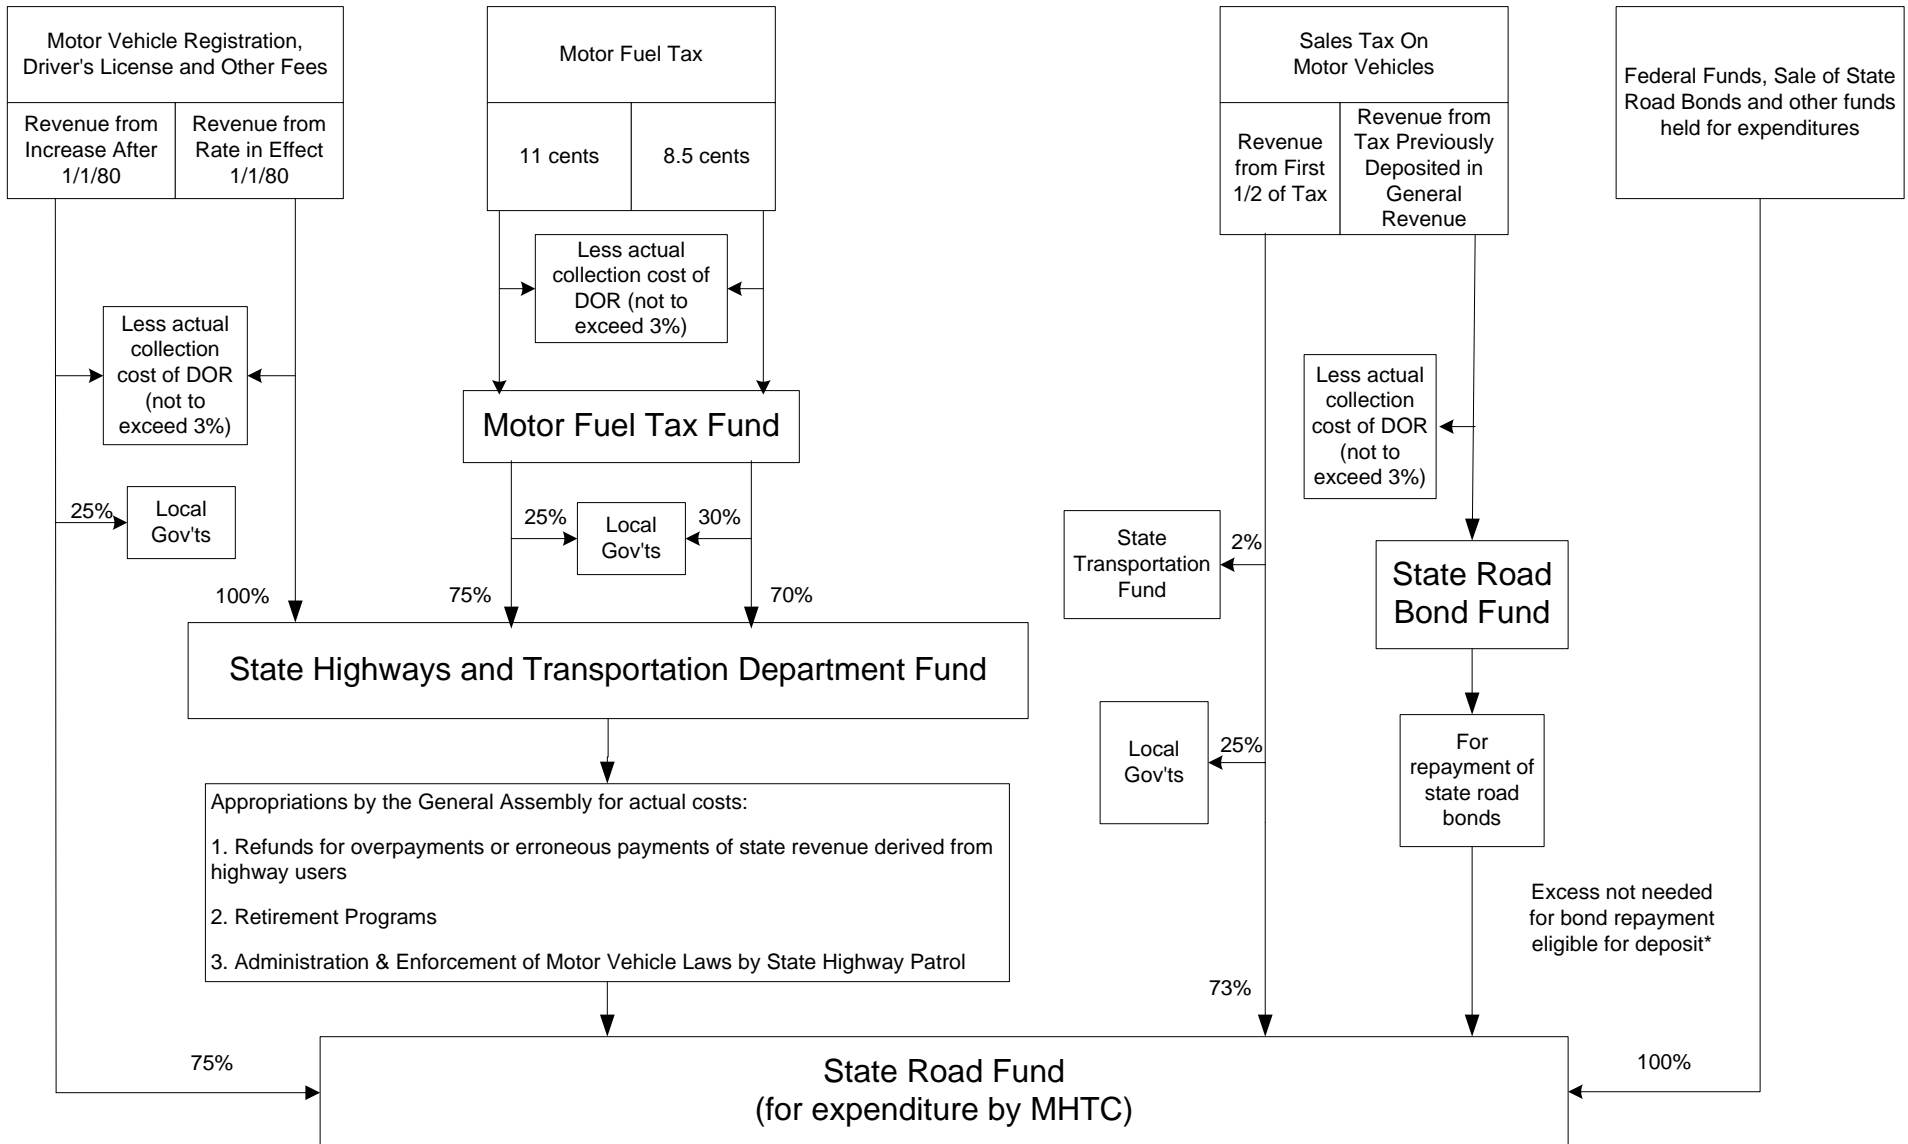 Motor Vehicle Registration,
Driver's License and Other Fees
Revenue from
Increase After
1/1/80
Revenue from
Rate in Effect
1/1/80
Less actual
collection
cost of DOR
(not to
exceed 3%)
25%
Local
Gov'ts
100%
Motor Fuel Tax
11 cents
8.5 cents
Less actual
collection cost of
DOR (not to
exceed 3%)
Motor Fuel Tax Fund
25%
Local
Gov'ts
30%
75%
70%
State Highways and Transportation Department Fund
Appropriations by the General Assembly for actual costs:
1. Refunds for overpayments or erroneous payments of state revenue derived from
highway users
2. Retirement Programs
3. Administration & Enforcement of Motor Vehicle Laws by State Highway Patrol
Sales Tax On
Motor Vehicles
Revenue
from First
1/2 of Tax
Revenue from
Tax Previously
Deposited in
General
Revenue
Less actual
collection
cost of DOR
(not to
exceed 3%)
State
Transportation
Fund
2%
State Road
Bond Fund
Local
Gov'ts
25%
For
repayment of
state road
bonds
Excess not needed
for bond repayment
eligible for deposit*
73%
Federal Funds, Sale of State
Road Bonds and other funds
held for expenditures
75%
100%
State Road Fund
(for expenditure by MHTC)